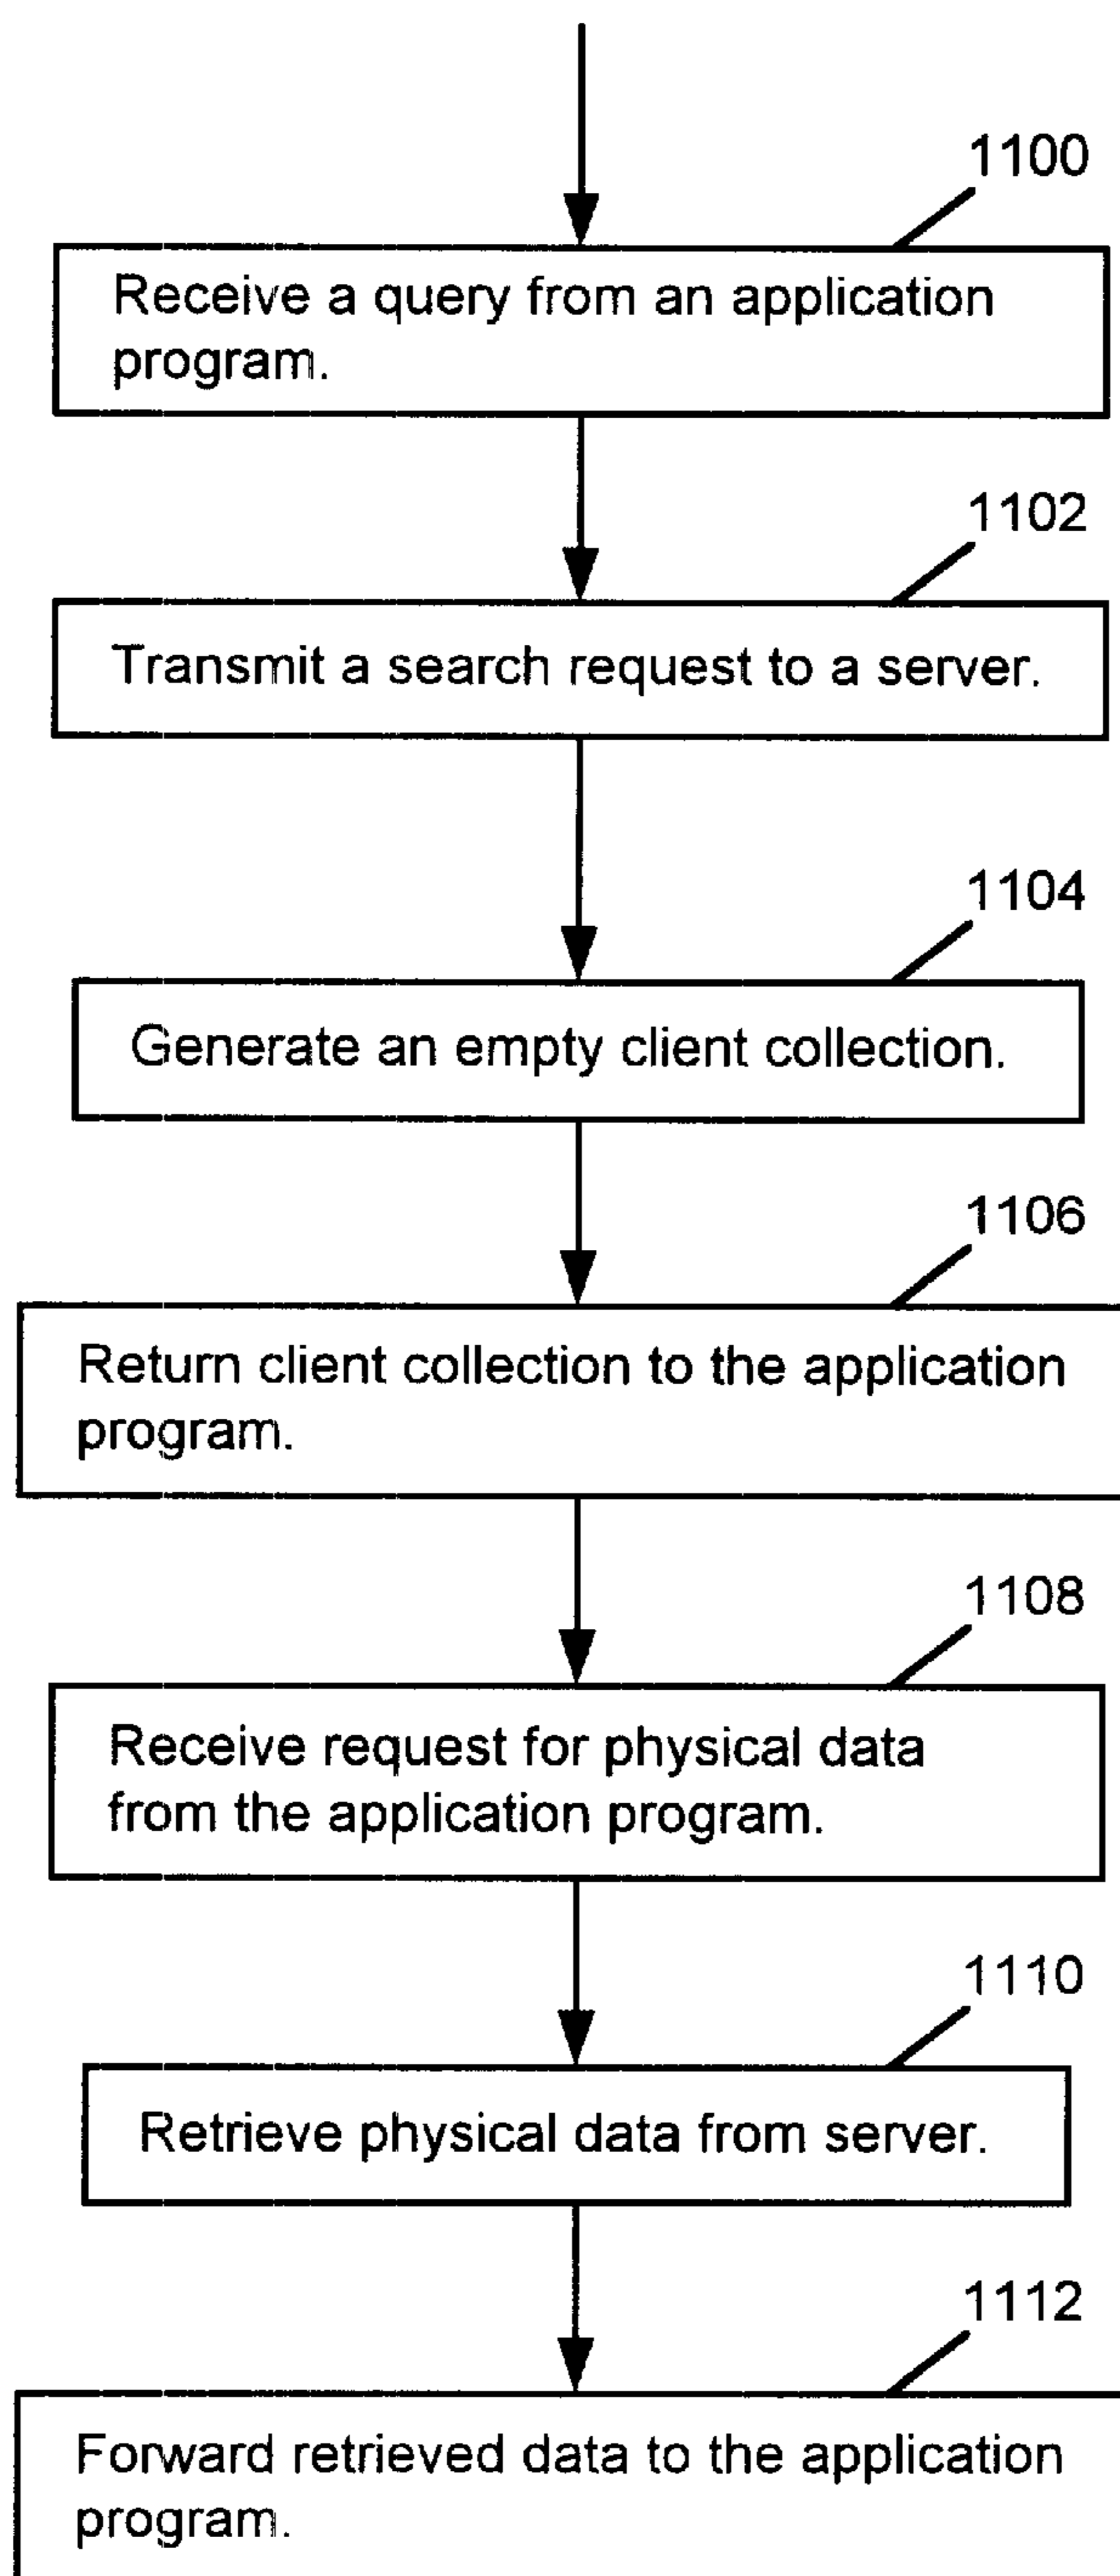 1100
Receive a query from an application
program.
1102
Transmit a search request to a server.
1104
Generate an empty client collection.
1106
Return client collection to the application
program.
1108
Receive request for physical data
from the application program.
1110
Retrieve physical data from server.
1112
Forward retrieved data to the application
program.